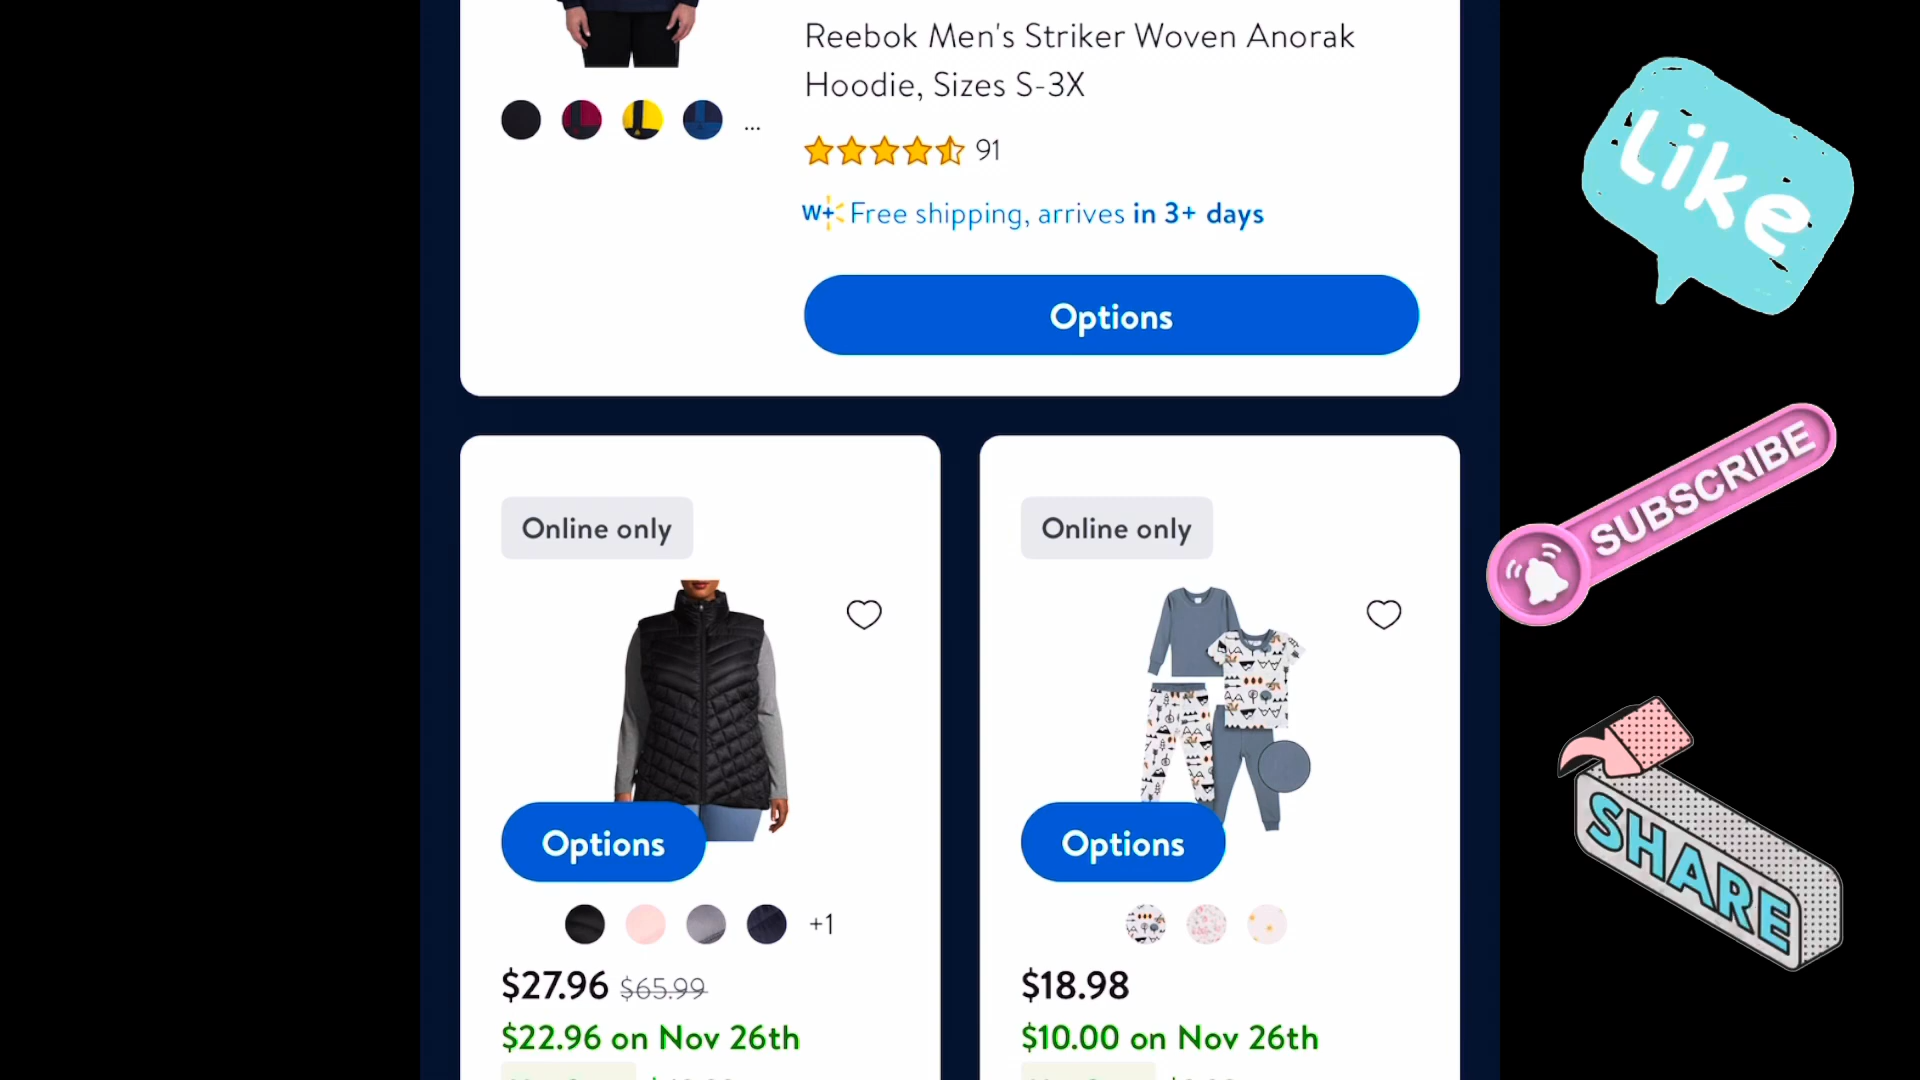 Reebok Men's Striker Woven Anorak
Hoodie, Sizes S-3X
...
91
W+ Free shipping, arrives in 3+ days
Options
Like
Online only
Online only
SUBSCRIBE
Options
Options
SHARE
+1
$27.96 $65.99
$18.98
$22.96 on Nov 26th
$10.00 on Nov 26th